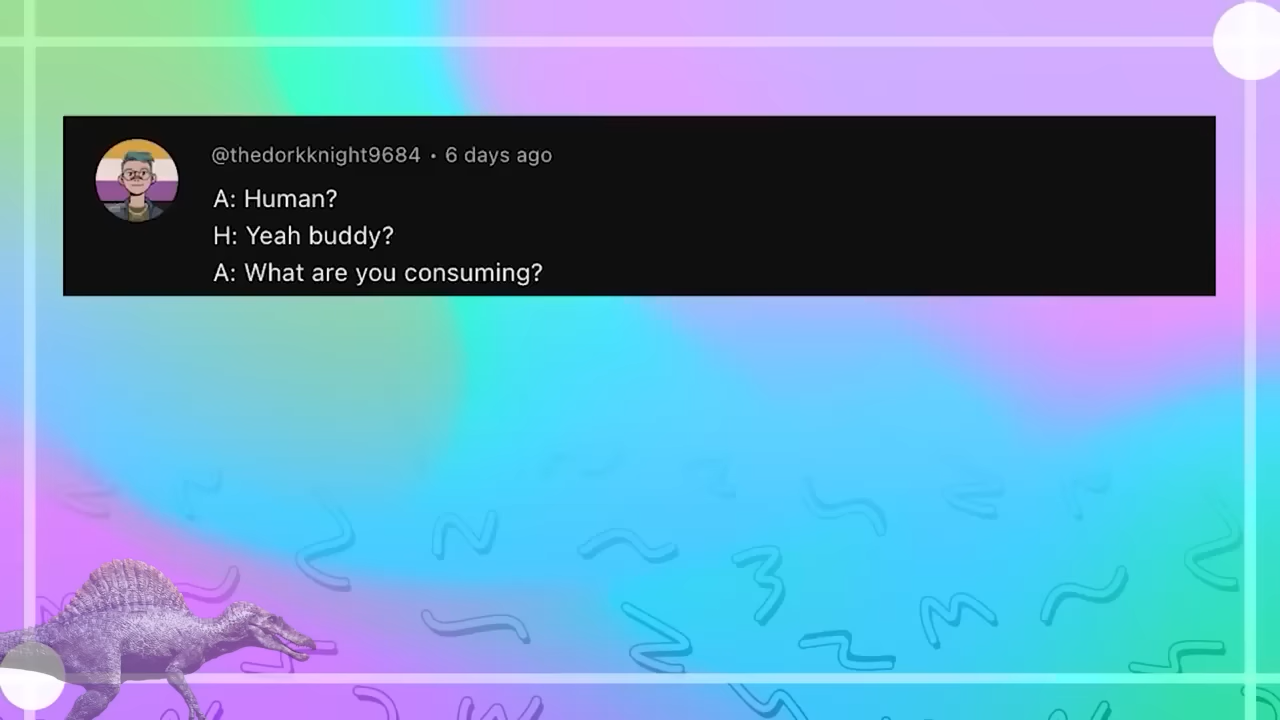 @thedorkknight9684 • 6 days ago
A: Human?
H: Yeah buddy?
A: What are you consuming?